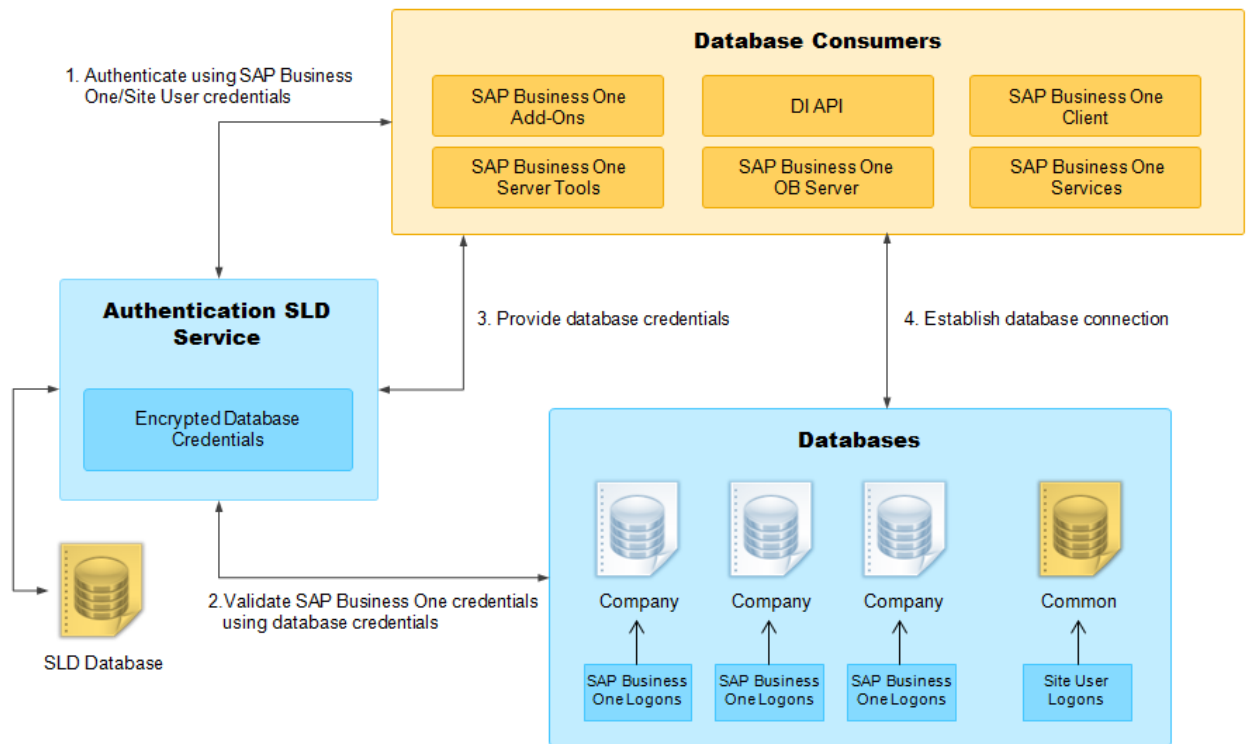 Database Consumers
1. Authenticate using SAP Business
One/Site User credentials
SAP Business One
Add-Ons
DI API
SAP Business One
Client
SAP Business One
Server Tools
SAP Business One
OB Server
SAP Business One
Services
Authentication SLD
Service
3. Provide database credentials
4. Establish database connection
Encrypted Database
Credentials
Databases
2.Validate SAP Business One credentials
using database credentials
Company
Company
Company
Common
SLD Database
SAP Business
One Logons
SAP Business
One Logons
SAP Business
One Logons
Site User
Logons